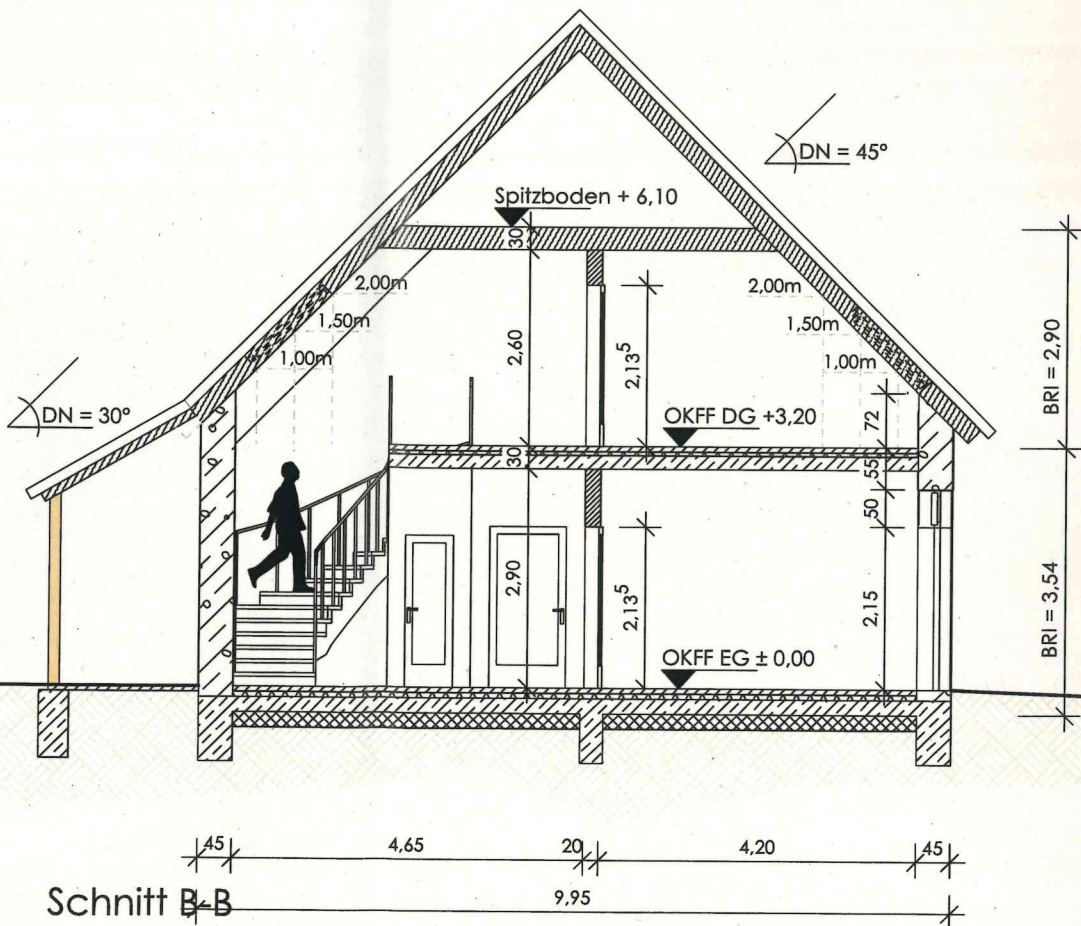 DN = 45°
Spitzboden + 6,10
30
2,00m
2,00m
1,50m
1,50m
1,00m
1,00m
2,60
2,13⁵
BRI = 2,90
DN = 30°
72
OKFF DG +3,20
30
55
50
2,90
2,13⁵
2,15
BRI = 3,54
OKFF EG ± 0,00
45
4,65
20
4,20
45
9,95
Schnitt B-B